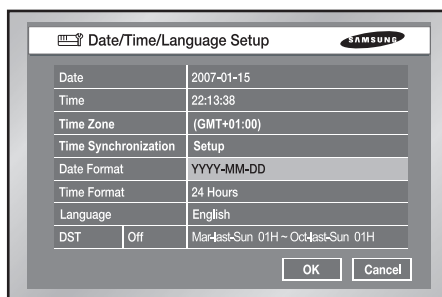 Date/Time/Language Setup SAMSUNG
Date 2007-01-15
Time 22:13:38
Time Zone (GMT+01:00)
Time Synchronization Setup
Date Format YYYY-MM-DD
Time Format 24 Hours
Language English
DST Off Mar-last-Sun 01H ~ Oct-last-Sun 01H
OK Cancel